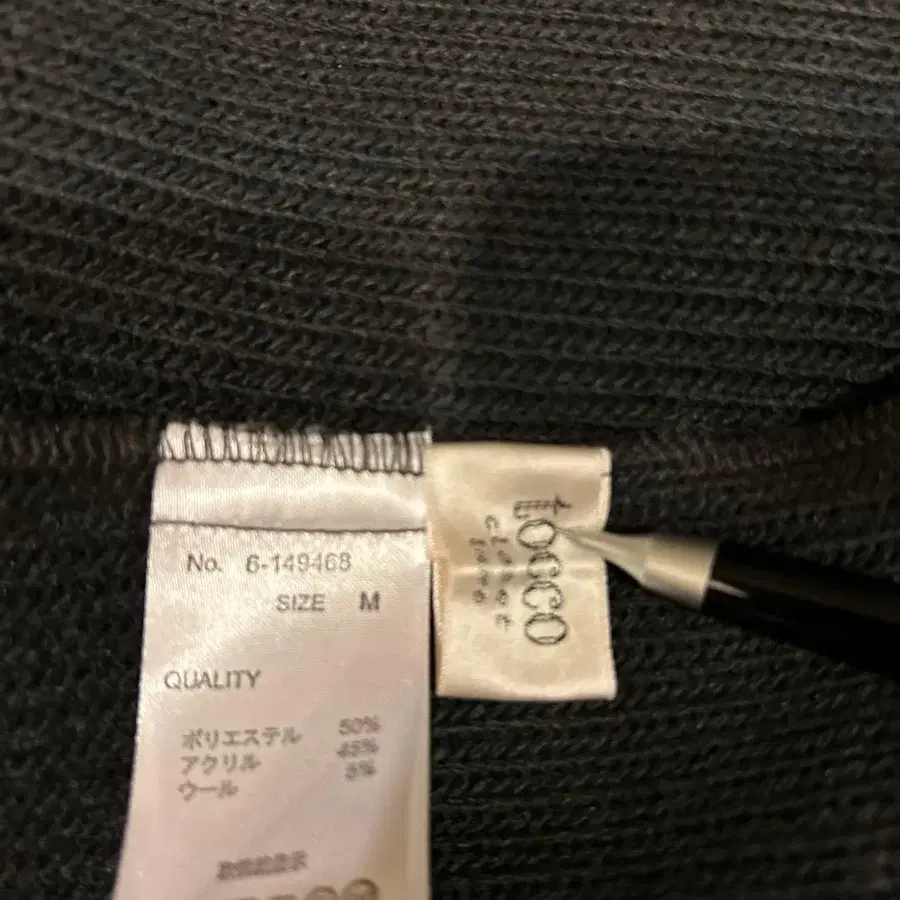 No. 6-149468
SIZE M
QUALITY
ポリエステル 50%
アクリル 45%
ウール 5%
tocco
closet